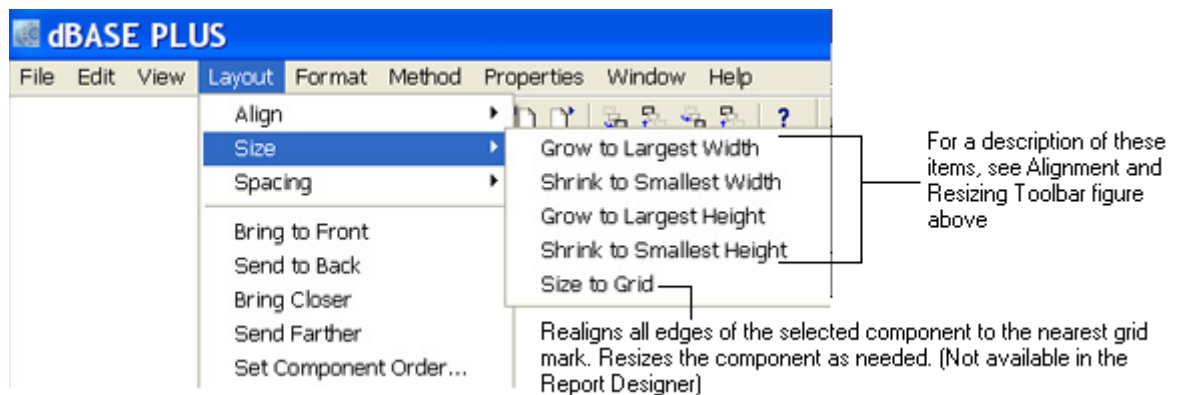 dBASE PLUS
File Edit View Layout Format Method Properties Window Help
Align
Size
Spacing
Bring to Front
Send to Back
Bring Closer
Send Farther
Set Component Order...
?
Grow to Largest Width
Shrink to Smallest Width
Grow to Largest Height
Shrink to Smallest Height
Size to Grid
For a description of these
items, see Alignment and
Resizing Toolbar figure
above
Realigns all edges of the selected component to the nearest grid
mark. Resizes the component as needed. (Not available in the
Report Designer)